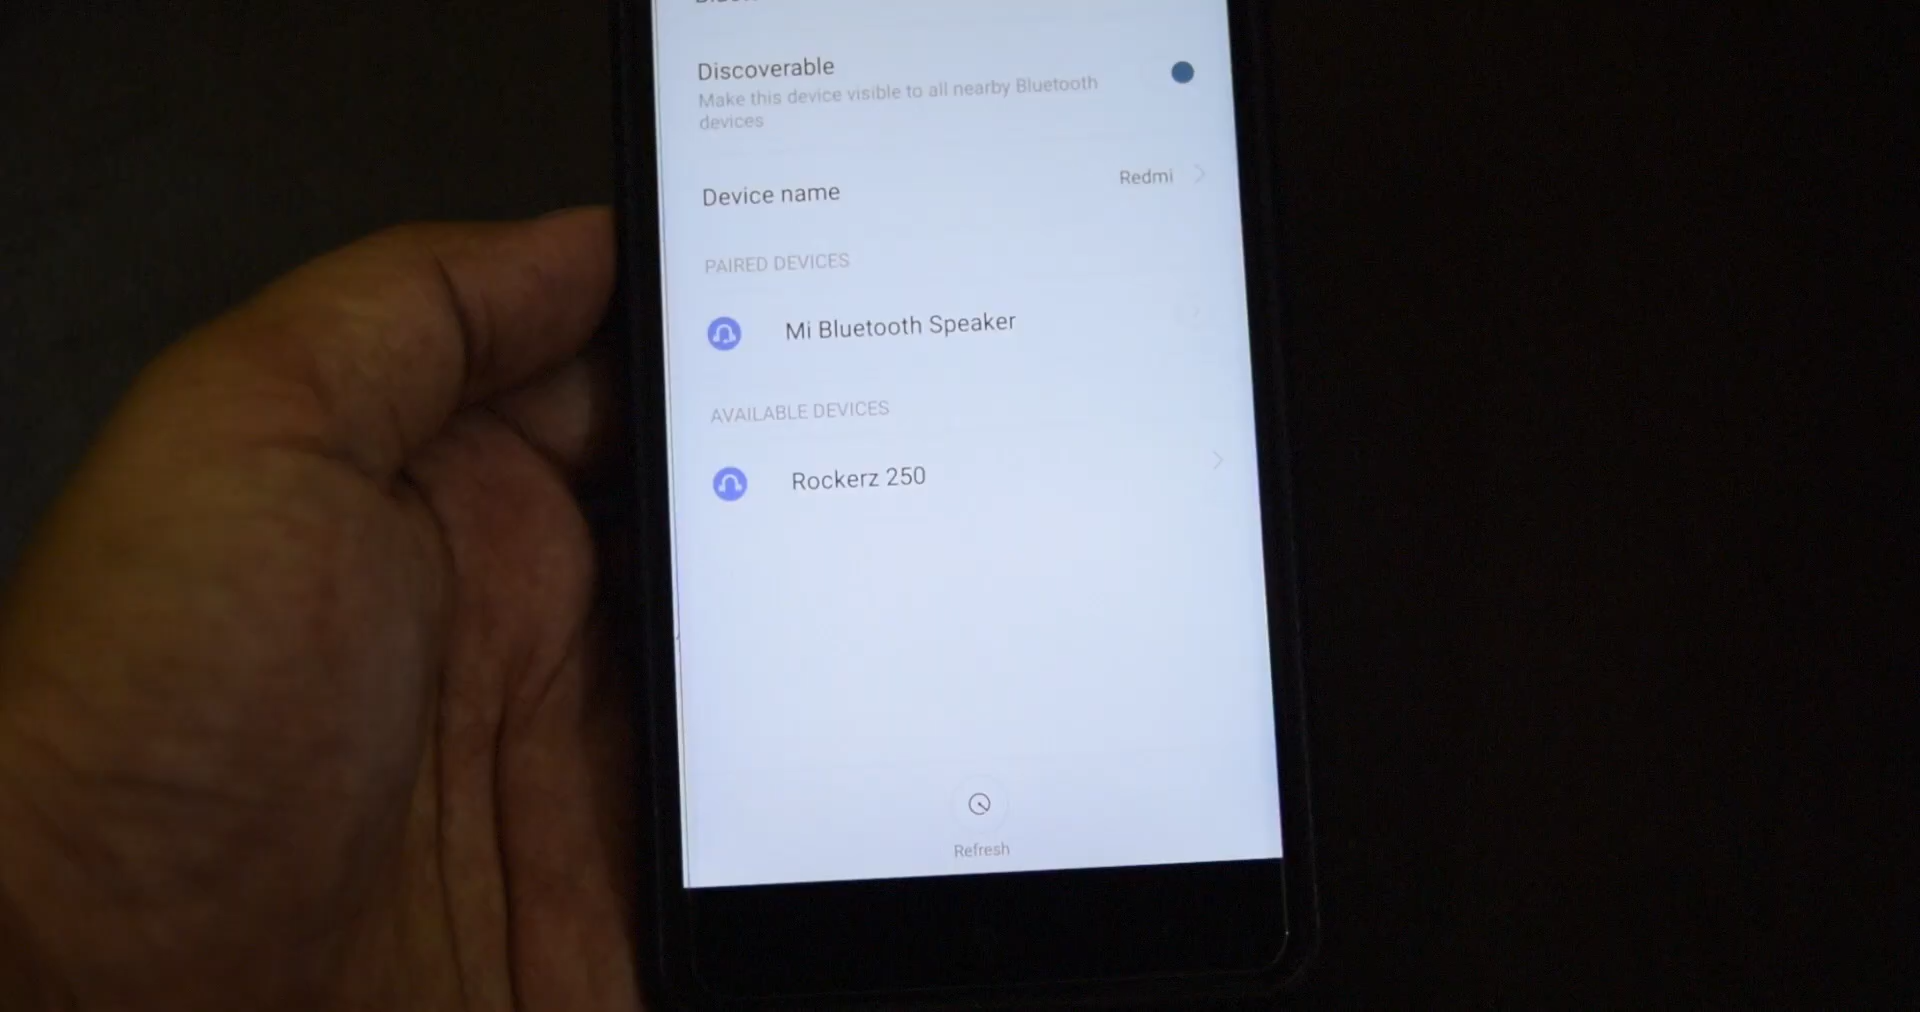 Discoverable
Make this device visible to all nearby Bluetooth
devices
Device name
Redmi
PAIRED DEVICES
Mi Bluetooth Speaker
AVAILABLE DEVICES
Rockerz 250
Refresh